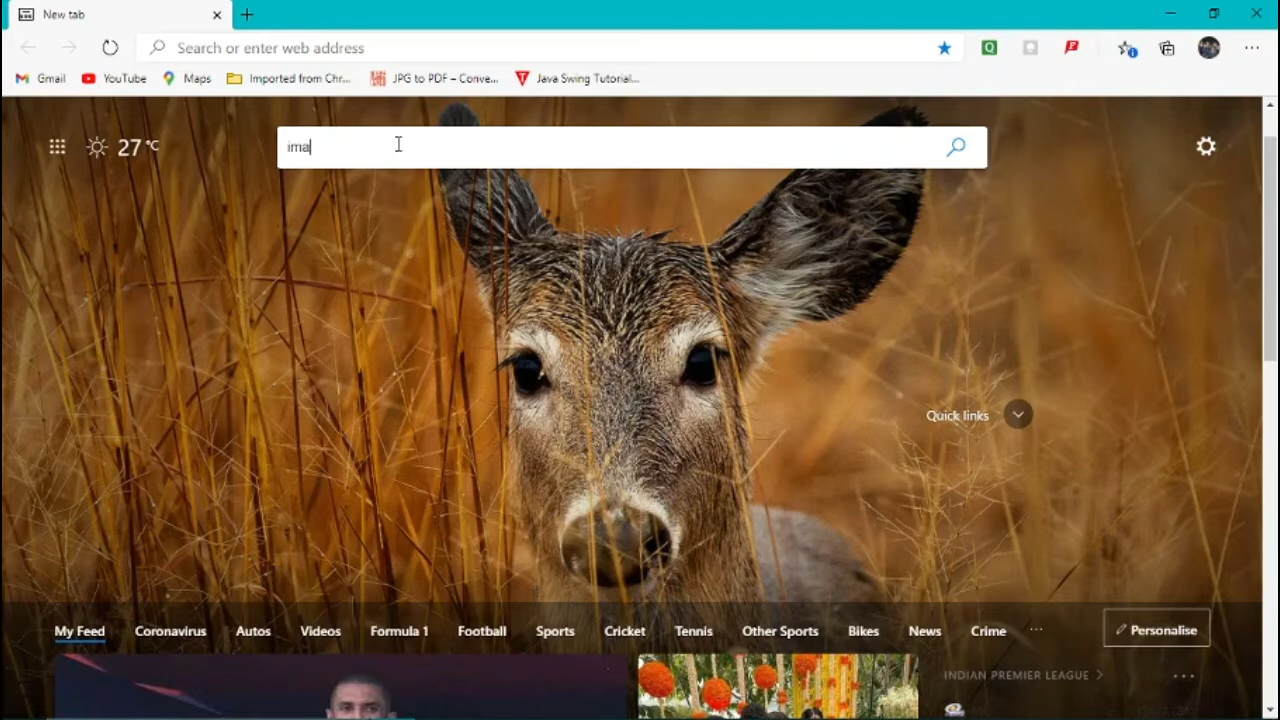 New tab
Search or enter web address
Gmail YouTube Maps Imported from Chr... JPG to PDF – Conve... Java Swing Tutorial...
27 °C
ima
Quick links
My Feed Coronavirus Autos Videos Formula 1 Football Sports Cricket Tennis Other Sports Bikes News Crime ... Personalise
INDIAN PREMIER LEAGUE